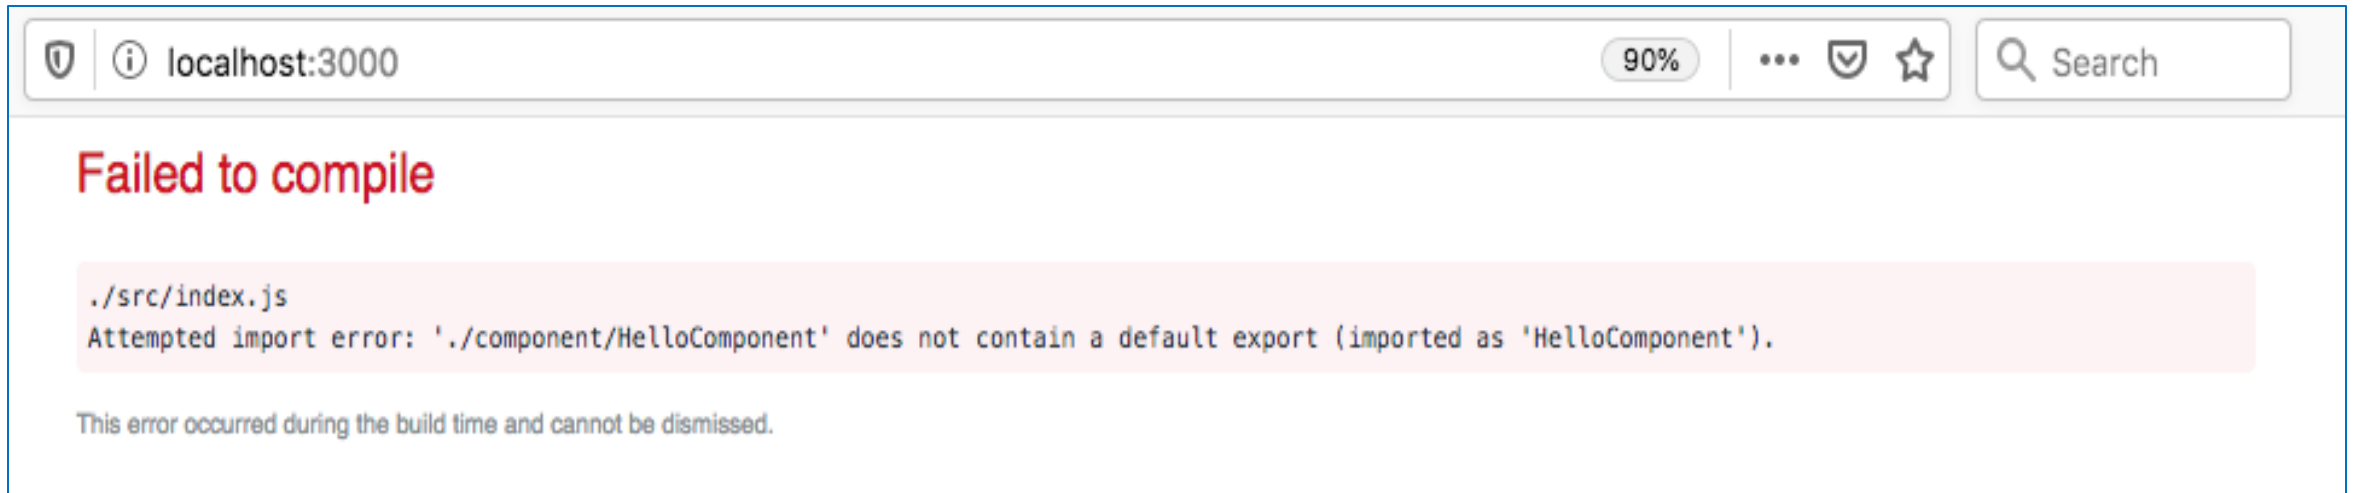 localhost:3000
90%
Search
Failed to compile
./src/index.js
Attempted import error: './component/HelloComponent' does not contain a default export (imported as 'HelloComponent').
This error occurred during the build time and cannot be dismissed.